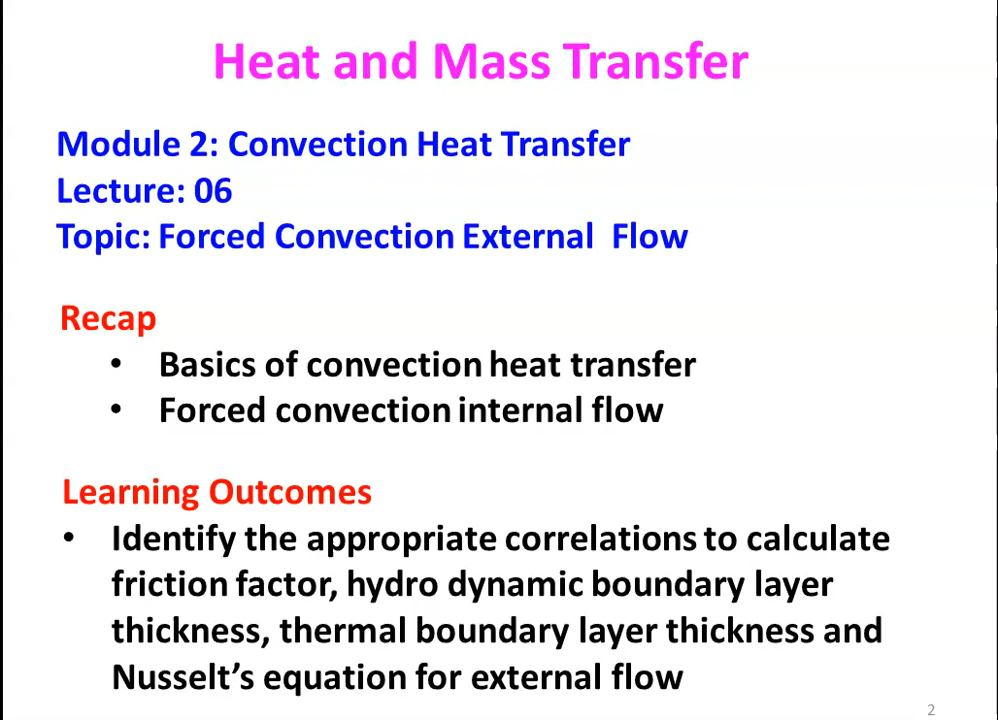 Heat and Mass Transfer
Module 2: Convection Heat Transfer
Lecture: 06
Topic: Forced Convection External Flow
Recap
• Basics of convection heat transfer
• Forced convection internal flow
Learning Outcomes
• Identify the appropriate correlations to calculate
friction factor, hydro dynamic boundary layer
thickness, thermal boundary layer thickness and
Nusselt’s equation for external flow
2